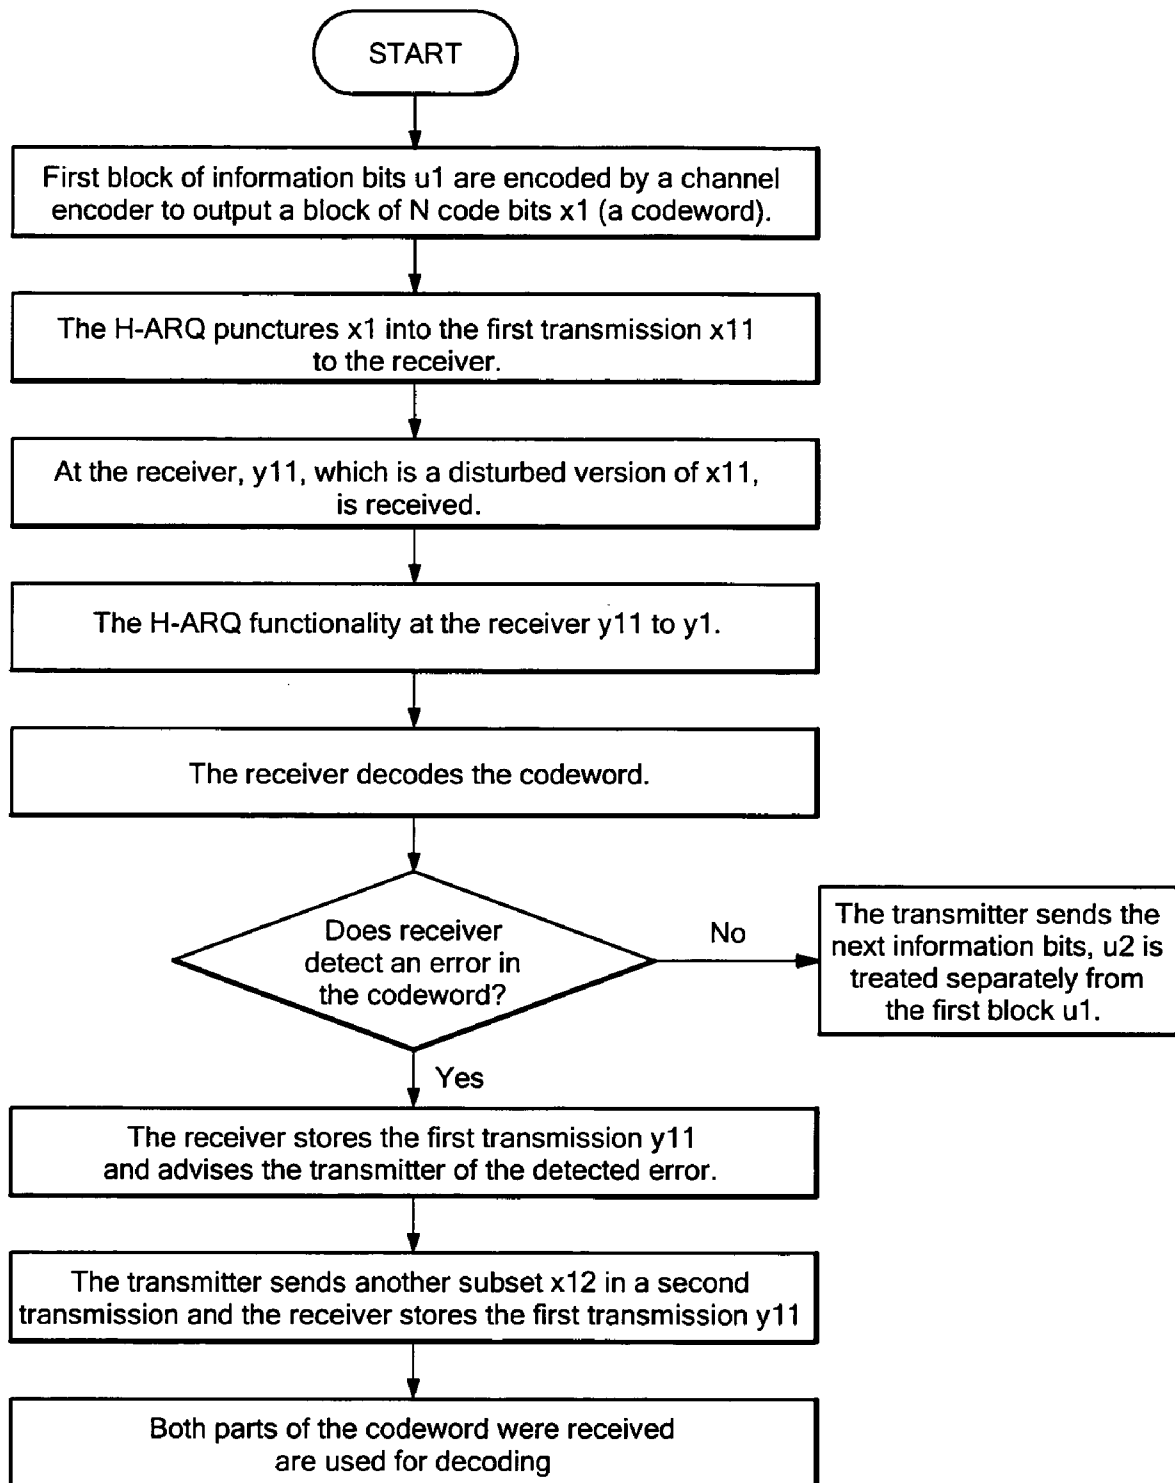 START
First block of information bits u1 are encoded by a channel
encoder to output a block of N code bits x1 (a codeword).
The H-ARQ punctures x1 into the first transmission x11
to the receiver.
At the receiver, y11, which is a disturbed version of x11,
is received.
The H-ARQ functionality at the receiver y11 to y1.
The receiver decodes the codeword.
Does receiver
detect an error in
the codeword?
No
The transmitter sends the
next information bits, u2 is
treated separately from
the first block u1.
Yes
The receiver stores the first transmission y11
and advises the transmitter of the detected error.
The transmitter sends another subset x12 in a second
transmission and the receiver stores the first transmission y11
Both parts of the codeword were received
are used for decoding